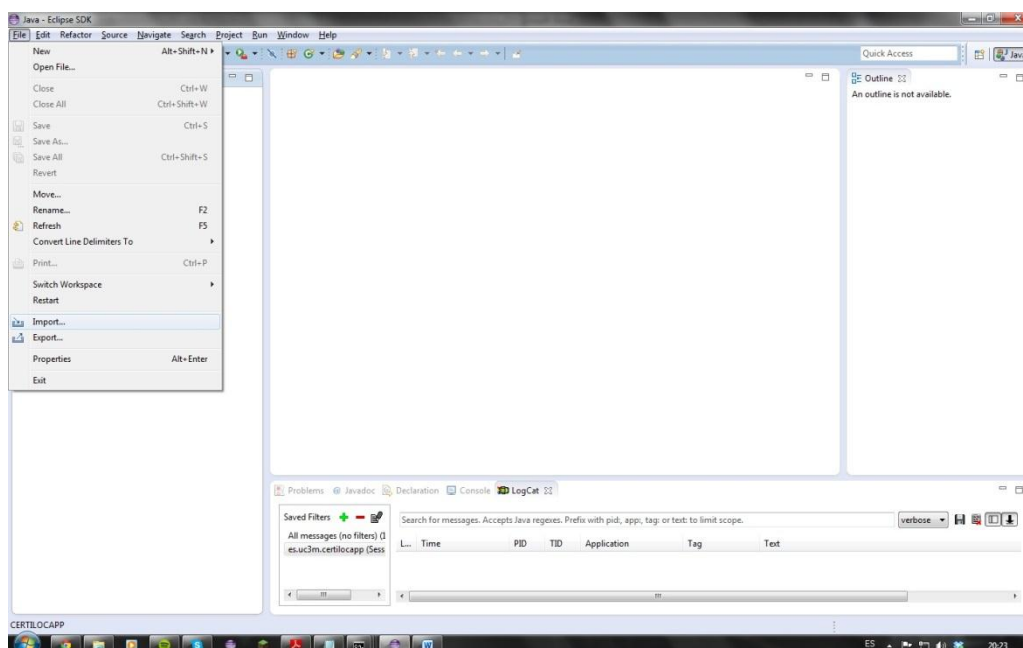 Java - Eclipse SDK
File Edit Refactor Source Navigate Search Project Run Window Help
New Alt+Shift+N
Open File...
Close Ctrl+W
Close All Ctrl+Shift+W
Save Ctrl+S
Save As...
Save All Ctrl+Shift+S
Revert
Move...
Rename... F2
Refresh F5
Convert Line Delimiters To
Print... Ctrl+P
Switch Workspace
Restart
Import...
Export...
Properties Alt+Enter
Exit
Quick Access
Jav
Outline
An outline is not available.
Problems @ Javadoc Declaration Console LogCat
Saved Filters
All messages (no filters) (1
es.uc3m.certilocapp (Sess
Search for messages. Accepts Java regexes. Prefix with pid:, app:, tag: or text: to limit scope.
verbose
L... Time PID TID Application Tag Text
CERTILOCAPP
ES 20:23